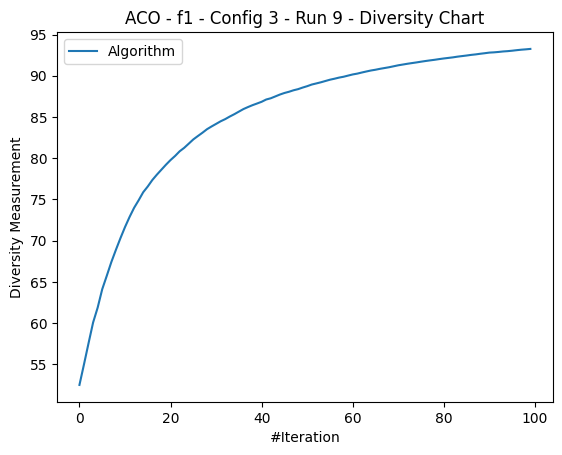 ACO - f1 - Config 3 - Run 9 - Diversity Chart
Algorithm
Diversity Measurement
95
90
85
80
75
70
65
60
55
0 20 40 60 80 100
#Iteration